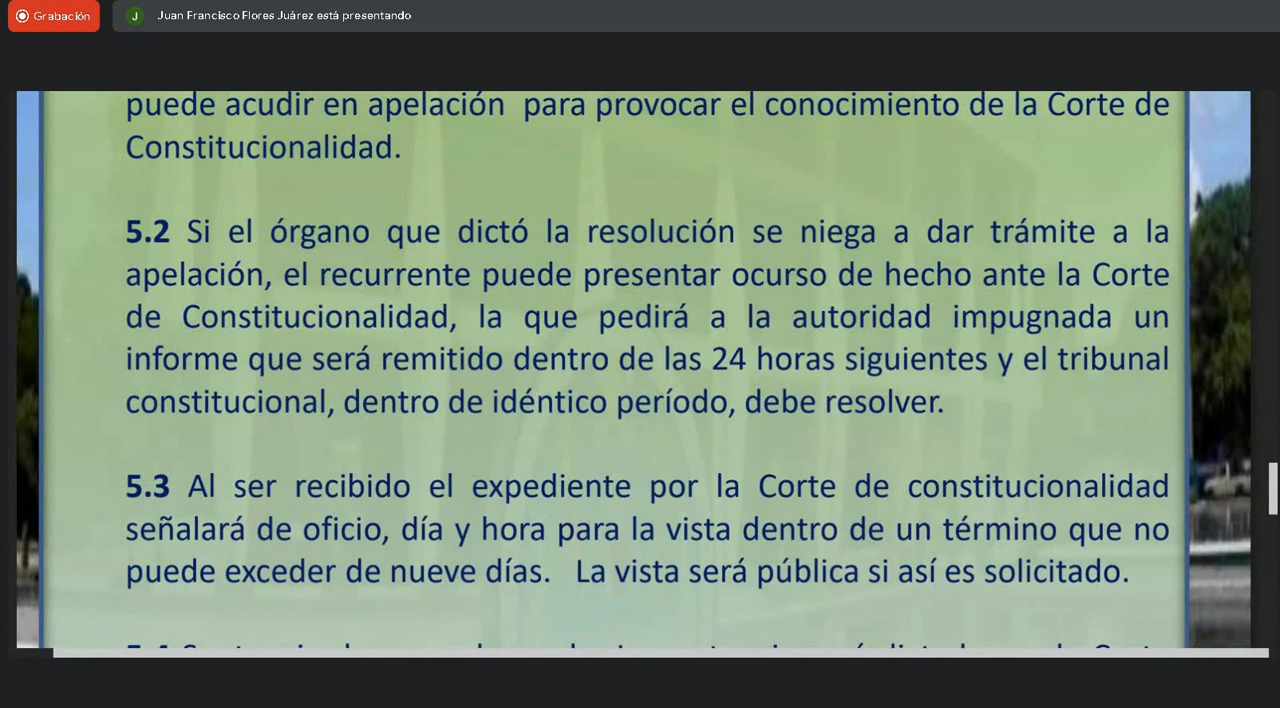 Grabación
J Juan Francisco Flores Juárez está presentando
puede acudir en apelación para provocar el conocimiento de la Corte de
Constitucionalidad.
5.2 Si el órgano que dictó la resolución se niega a dar trámite a la
apelación, el recurrente puede presentar ocurso de hecho ante la Corte
de Constitucionalidad, la que pedirá a la autoridad impugnada un
informe que será remitido dentro de las 24 horas siguientes y el tribunal
constitucional, dentro de idéntico período, debe resolver.
5.3 Al ser recibido el expediente por la Corte de constitucionalidad
señalará de oficio, día y hora para la vista dentro de un término que no
puede exceder de nueve días. La vista será pública si así es solicitado.